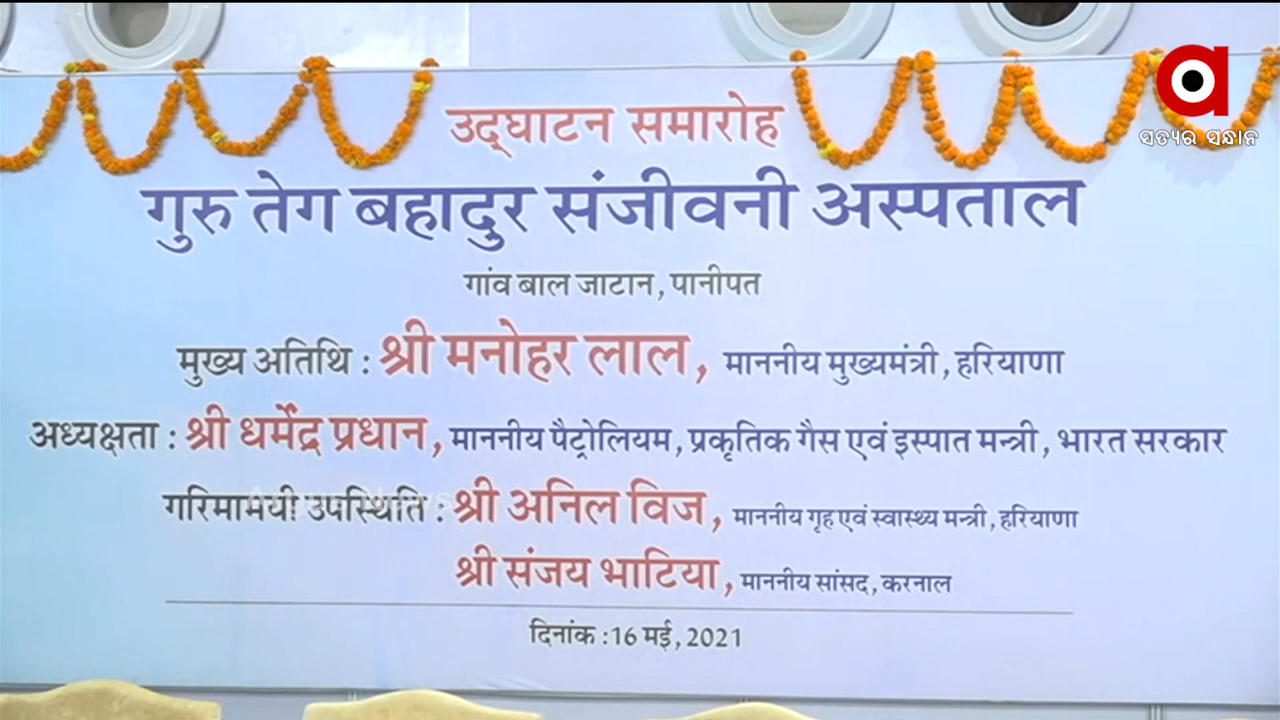 उद्घाटन समारोह
ସତ୍ୟର ସନ୍ଧାନ
गुरु तेग बहादुर संजीवनी अस्पताल
गांव बाल जाटान, पानीपत
मुख्य अतिथि : श्री मनोहर लाल, माननीय मुख्यमंत्री, हरियाणा
अध्यक्षता : श्री धर्मेंद्र प्रधान, माननीय पैट्रोलियम, प्रकृतिक गैस एवं इस्पात मन्त्री, भारत सरकार
गरिमामयी उपस्थिति : श्री अनिल विज, माननीय गृह एवं स्वास्थ्य मन्त्री, हरियाणा
Argus News
श्री संजय भाटिया, माननीय सांसद, करनाल
दिनांक :16 मई, 2021